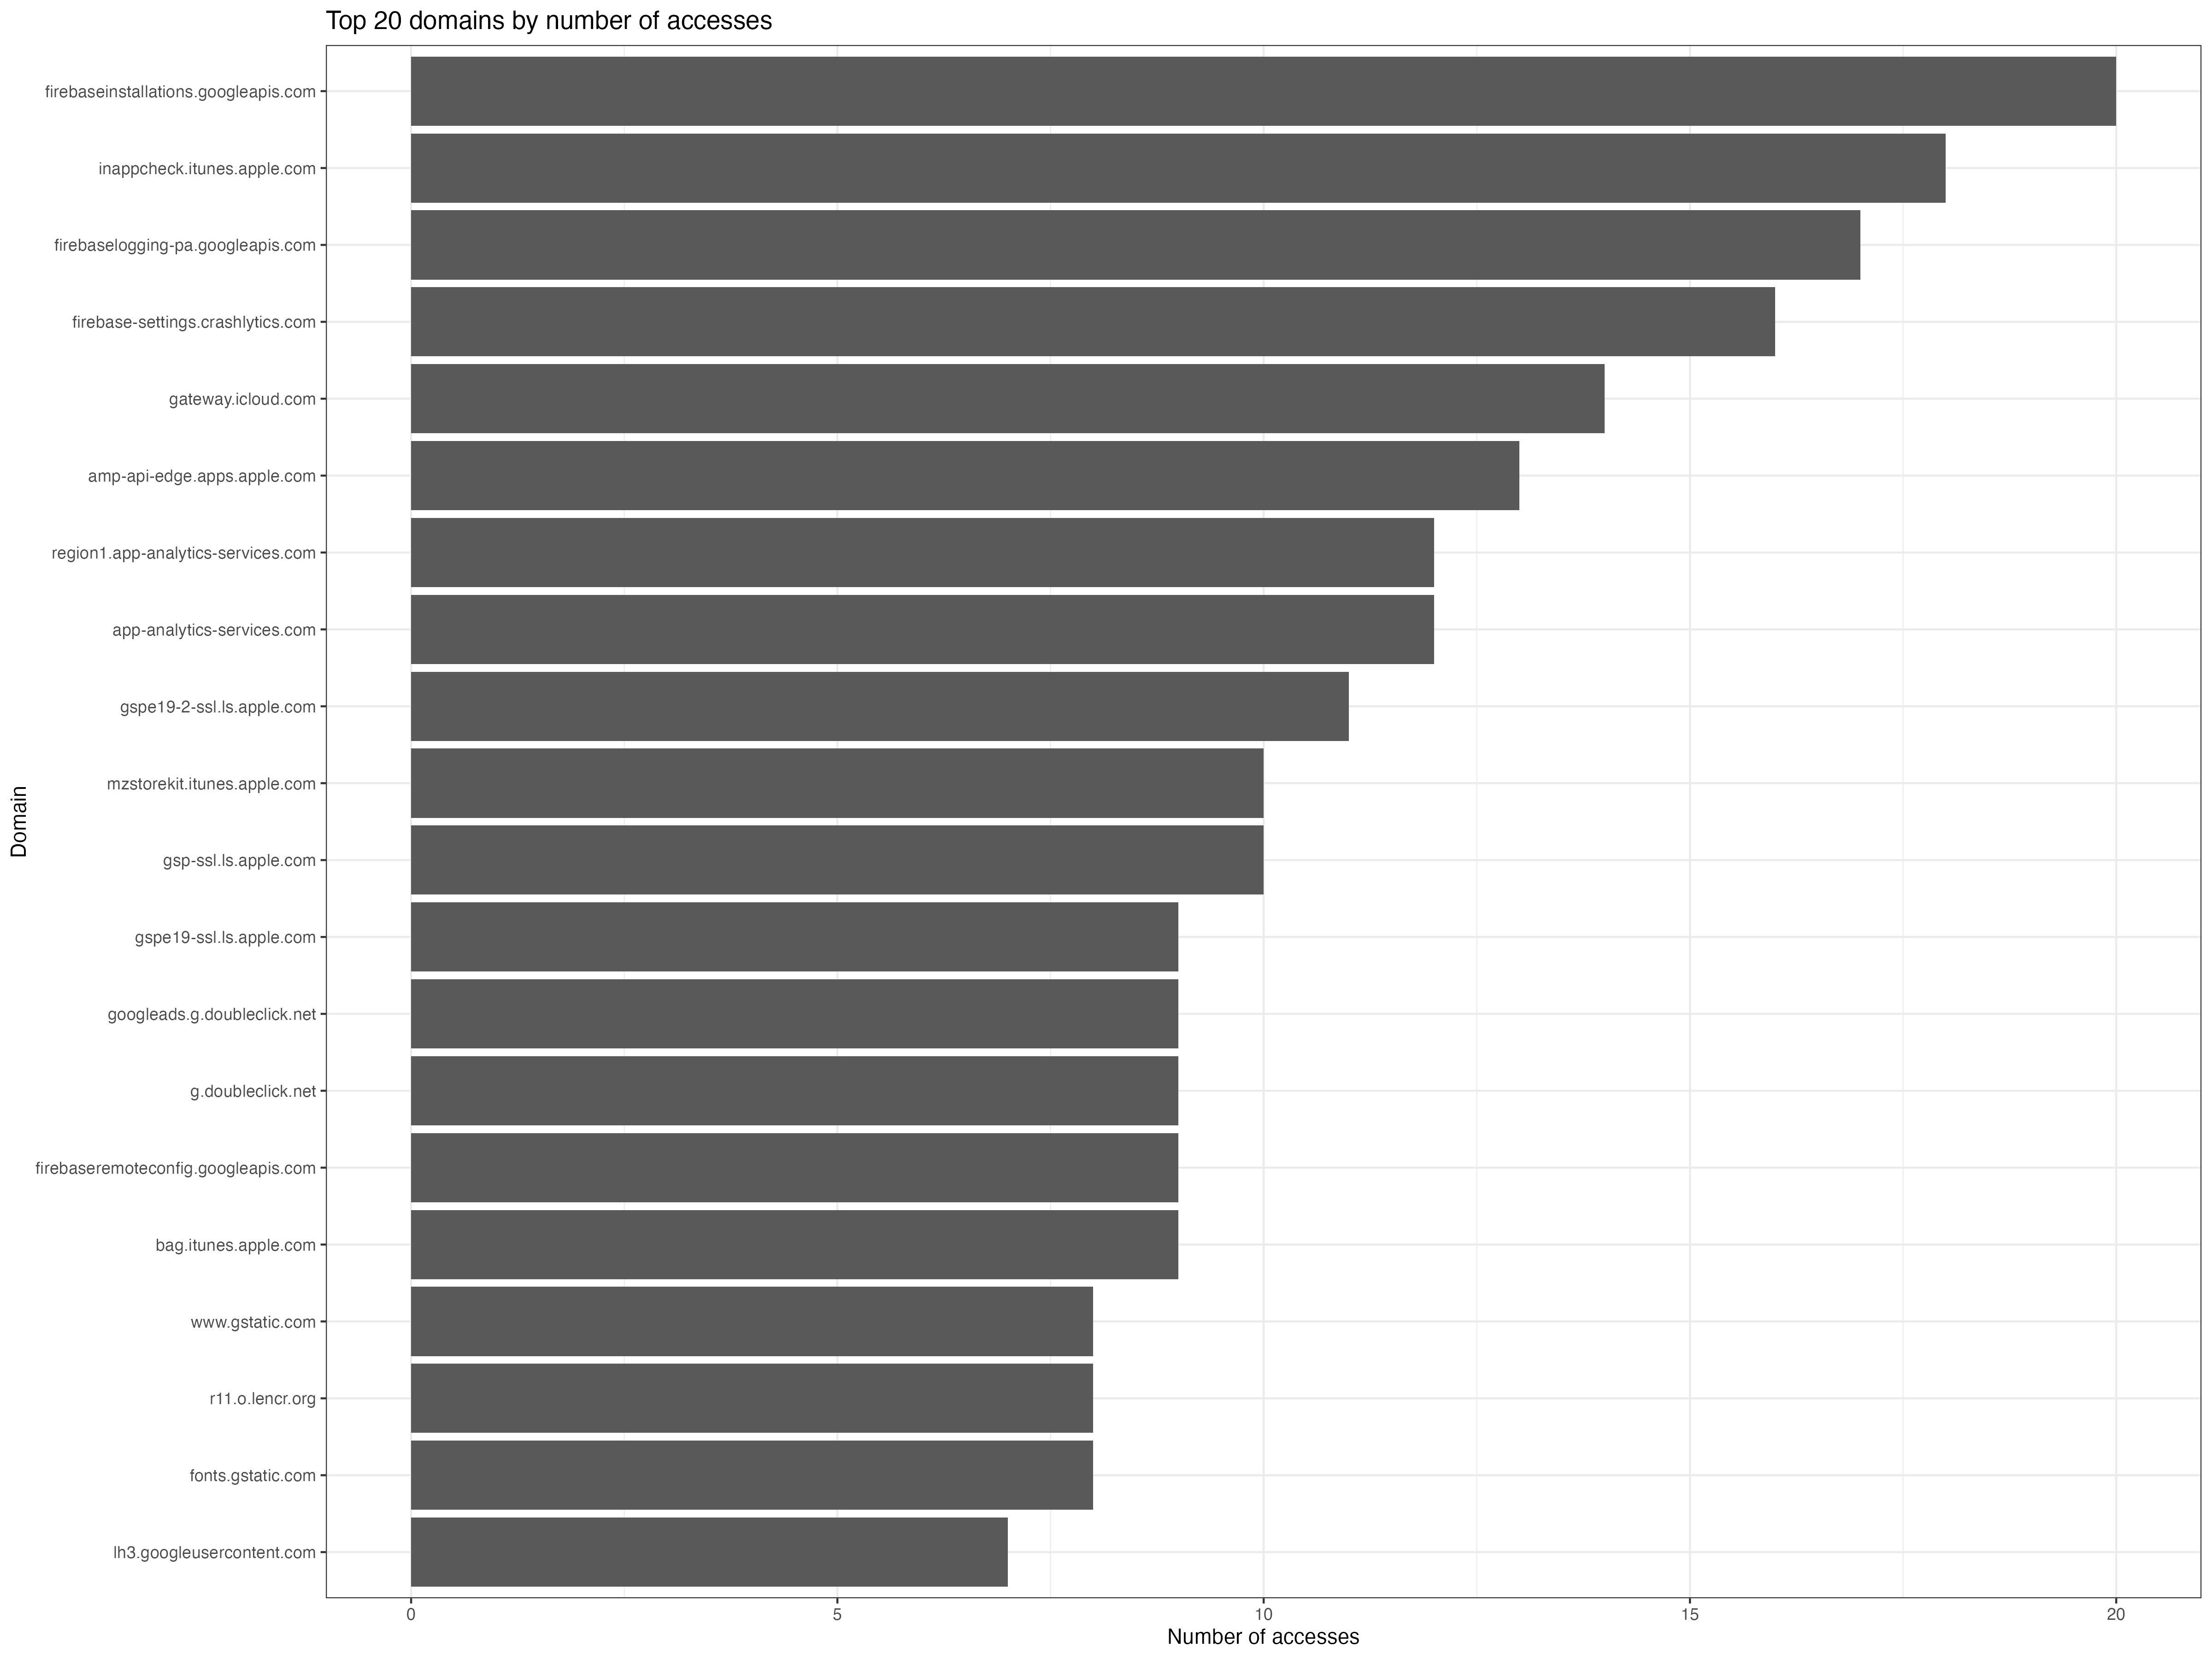 Top 20 domains by number of accesses
Domain
firebaseinstallations.googleapis.com
inappcheck.itunes.apple.com
firebaselogging-pa.googleapis.com
firebase-settings.crashlytics.com
gateway.icloud.com
amp-api-edge.apps.apple.com
region1.app-analytics-services.com
app-analytics-services.com
gspe19-2-ssl.ls.apple.com
mzstorekit.itunes.apple.com
gsp-ssl.ls.apple.com
gspe19-ssl.ls.apple.com
googleads.g.doubleclick.net
g.doubleclick.net
firebaseremoteconfig.googleapis.com
bag.itunes.apple.com
www.gstatic.com
r11.o.lencr.org
fonts.gstatic.com
lh3.googleusercontent.com
0 5 10 15 20
Number of accesses